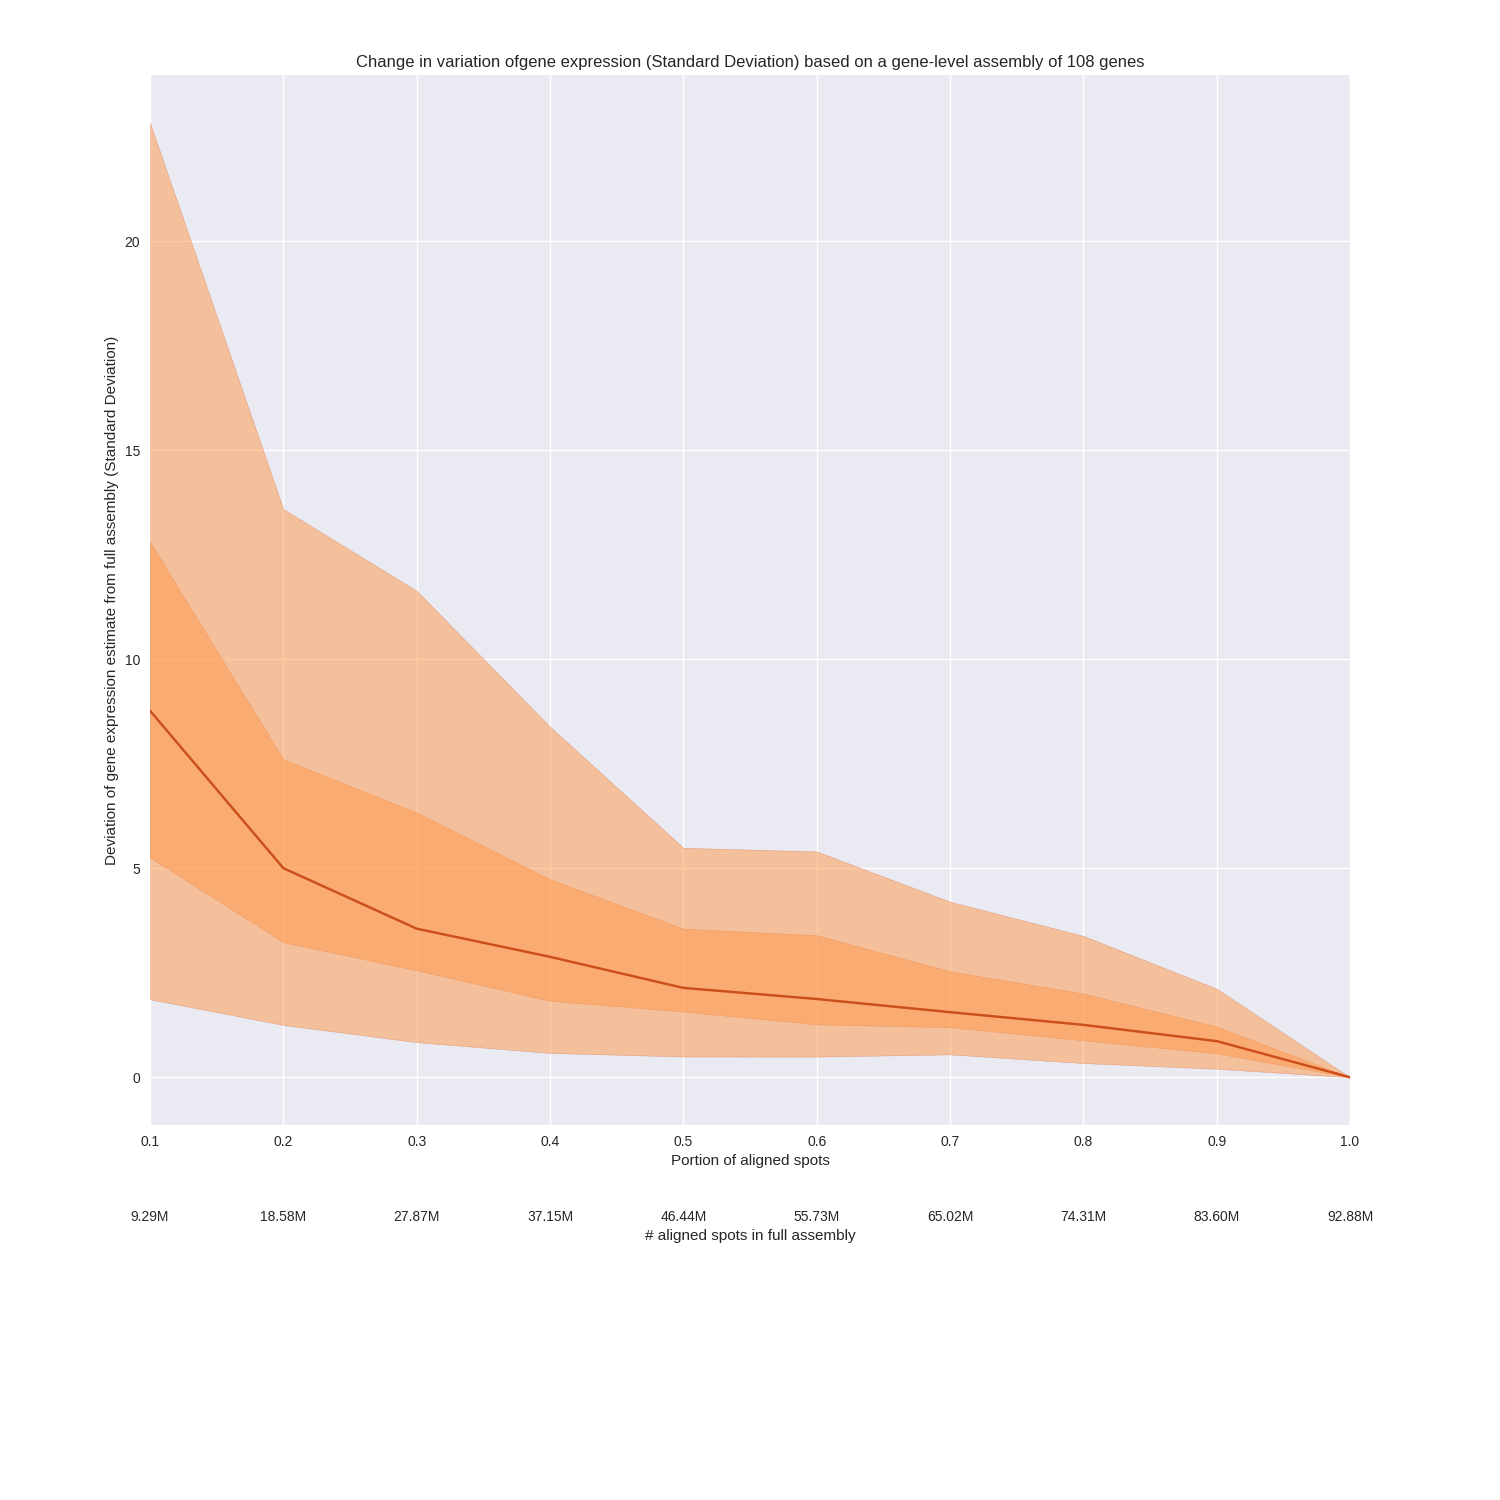 Change in variation ofgene expression (Standard Deviation) based on a gene-level assembly of 108 genes
Deviation of gene expression estimate from full assembly (Standard Deviation)
20
15
10
5
0
0.1 0.2 0.3 0.4 0.5 0.6 0.7 0.8 0.9 1.0
Portion of aligned spots
9.29M 18.58M 27.87M 37.15M 46.44M 55.73M 65.02M 74.31M 83.60M 92.88M
# aligned spots in full assembly